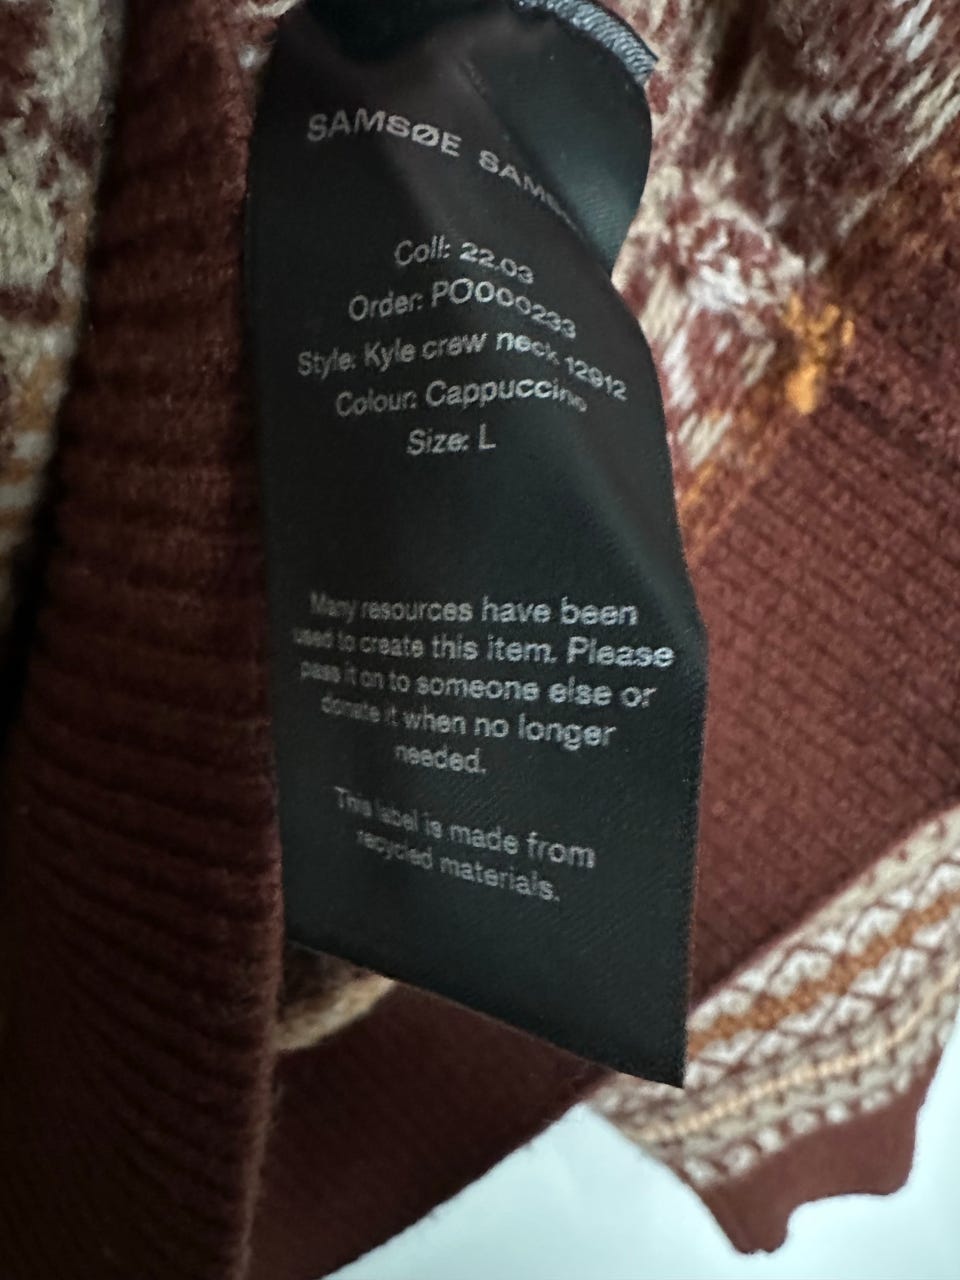 SAMSØE SAMSØE
Coll: 22.03
Order: PO000233
Style: Kyle crew neck 12912
Colour: Cappuccino
Size: L
Many resources have been
used to create this item. Please
pass it on to someone else or
donate it when no longer
needed.
This label is made from
recycled materials.